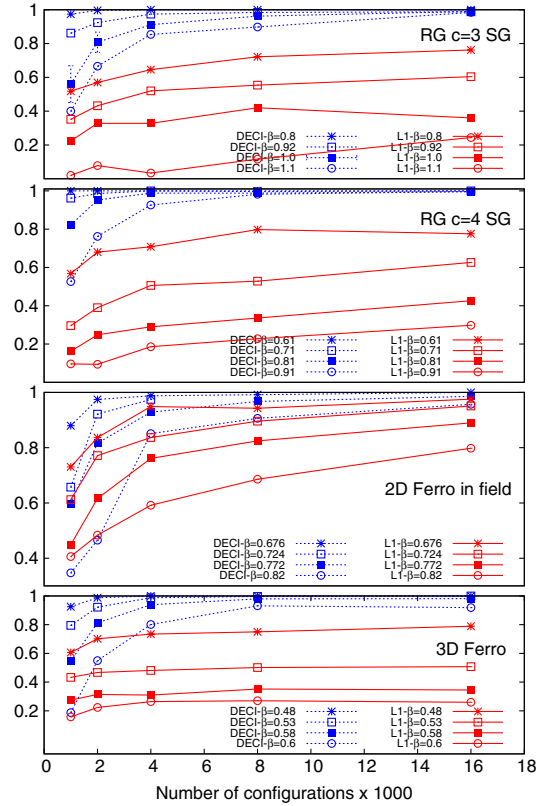 1
0.8
0.6
0.4
0.2
RG c=3 SG
DECI-β=0.8
DECI-β=0.92
DECI-β=1.0
DECI-β=1.1
L1-β=0.8
L1-β=0.92
L1-β=1.0
L1-β=1.1
1
0.8
0.6
0.4
0.2
RG c=4 SG
DECI-β=0.61
DECI-β=0.71
DECI-β=0.81
DECI-β=0.91
L1-β=0.61
L1-β=0.71
L1-β=0.81
L1-β=0.91
1
0.8
0.6
0.4
2D Ferro in field
DECI-β=0.676
DECI-β=0.724
DECI-β=0.772
DECI-β=0.82
L1-β=0.676
L1-β=0.724
L1-β=0.772
L1-β=0.82
1
0.8
0.6
0.4
0.2
3D Ferro
DECI-β=0.48
DECI-β=0.53
DECI-β=0.58
DECI-β=0.6
L1-β=0.48
L1-β=0.53
L1-β=0.58
L1-β=0.6
0 2 4 6 8 10 12 14 16 18
Number of configurations x 1000